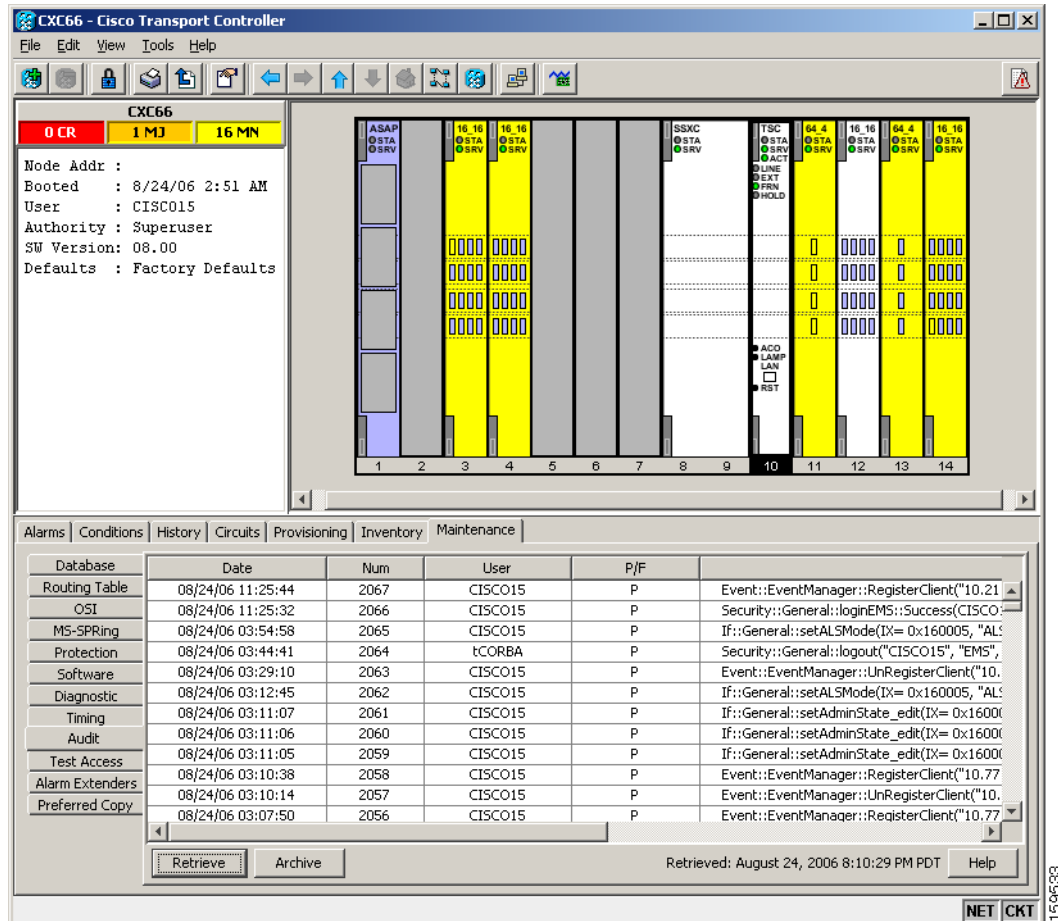 CXC66 - Cisco Transport Controller
File Edit View Tools Help
CXC66
0 CR 1 MJ 16 MN
Node Addr :
Booted : 8/24/06 2:51 AM
User : CISCO15
Authority : Superuser
SW Version: 08.00
Defaults : Factory Defaults
ASAP 16_16 16_16 SSXC TSC 64_4 16_16 64_4 16_16
STA STA STA STA STA STA STA STA STA
SRV SRV SRV SRV SRV SRV SRV SRV SRV
ACT
LINE
EXT
FRN
HOLD
ACO
LAMP
LAN
RST
1 2 3 4 5 6 7 8 9 10 11 12 13 14
Alarms Conditions History Circuits Provisioning Inventory Maintenance
Database
Routing Table
OSI
MS-SPRing
Protection
Software
Diagnostic
Timing
Audit
Test Access
Alarm Extenders
Preferred Copy
Date Num User P/F
08/24/06 11:25:44 2067 CISCO15 P Event::EventManager::RegisterClient("10.21
08/24/06 11:25:32 2066 CISCO15 P Security::General::loginEMS::Success(CISCO
08/24/06 03:54:58 2065 CISCO15 P If::General::setALSMode(IX= 0x160005, "ALS
08/24/06 03:44:41 2064 tCORBA P Security::General::logout("CISCO15", "EMS",
08/24/06 03:29:10 2063 CISCO15 P Event::EventManager::UnRegisterClient("10.
08/24/06 03:12:45 2062 CISCO15 P If::General::setALSMode(IX= 0x160005, "ALS
08/24/06 03:11:07 2061 CISCO15 P If::General::setAdminState_edit(IX= 0x1600
08/24/06 03:11:06 2060 CISCO15 P If::General::setAdminState_edit(IX= 0x1600
08/24/06 03:11:05 2059 CISCO15 P If::General::setAdminState_edit(IX= 0x1600
08/24/06 03:10:38 2058 CISCO15 P Event::EventManager::RegisterClient("10.77
08/24/06 03:10:14 2057 CISCO15 P Event::EventManager::UnRegisterClient("10.
08/24/06 03:07:50 2056 CISCO15 P Event::EventManager::RegisterClient("10.77
Retrieve Archive Retrieved: August 24, 2006 8:10:29 PM PDT Help
NET CKT
159533